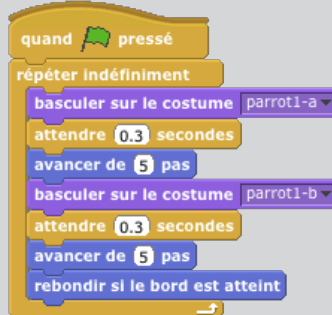 quand pressé
répéter indéfiniment
basculer sur le costume parrot1-a
attendre 0.3 secondes
avancer de 5 pas
basculer sur le costume parrot1-b
attendre 0.3 secondes
avancer de 5 pas
rebondir si le bord est atteint